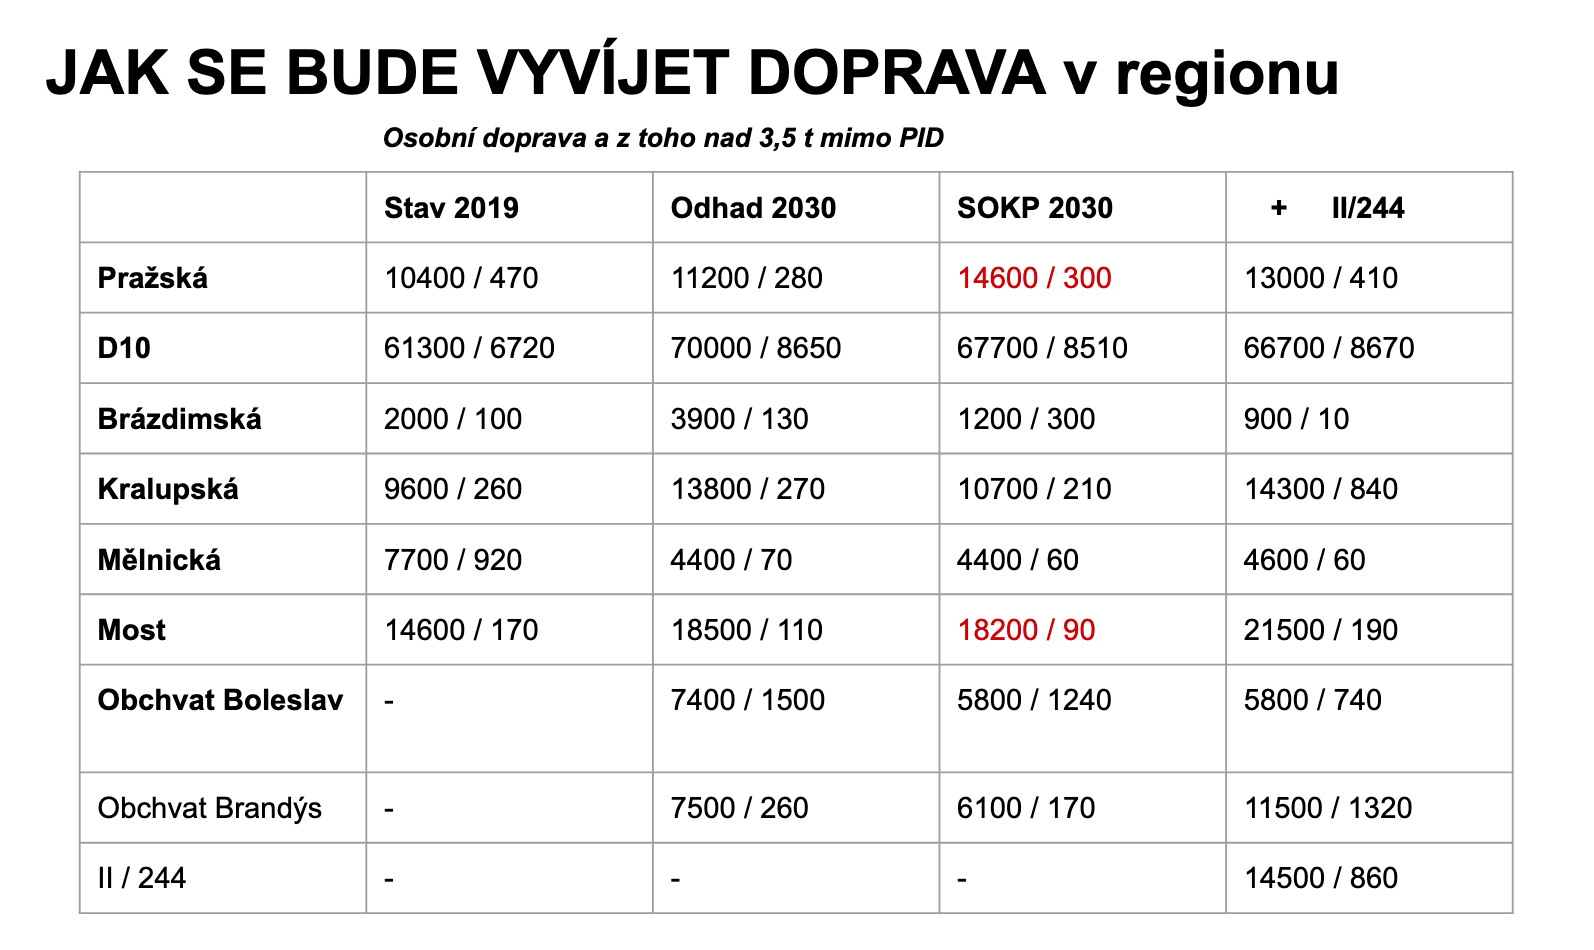 JAK SE BUDE VYVÍJET DOPRAVA v regionu
Osobní doprava a z toho nad 3,5 t mimo PID
Stav 2019 Odhad 2030 SOKP 2030 + II/244
Pražská 10400 / 470 11200 / 280 14600 / 300 13000 / 410
D10 61300 / 6720 70000 / 8650 67700 / 8510 66700 / 8670
Brázdimská 2000 / 100 3900 / 130 1200 / 300 900 / 10
Kralupská 9600 / 260 13800 / 270 10700 / 210 14300 / 840
Mělnická 7700 / 920 4400 / 70 4400 / 60 4600 / 60
Most 14600 / 170 18500 / 110 18200 / 90 21500 / 190
Obchvat Boleslav - 7400 / 1500 5800 / 1240 5800 / 740
Obchvat Brandýs - 7500 / 260 6100 / 170 11500 / 1320
II / 244 - - - 14500 / 860